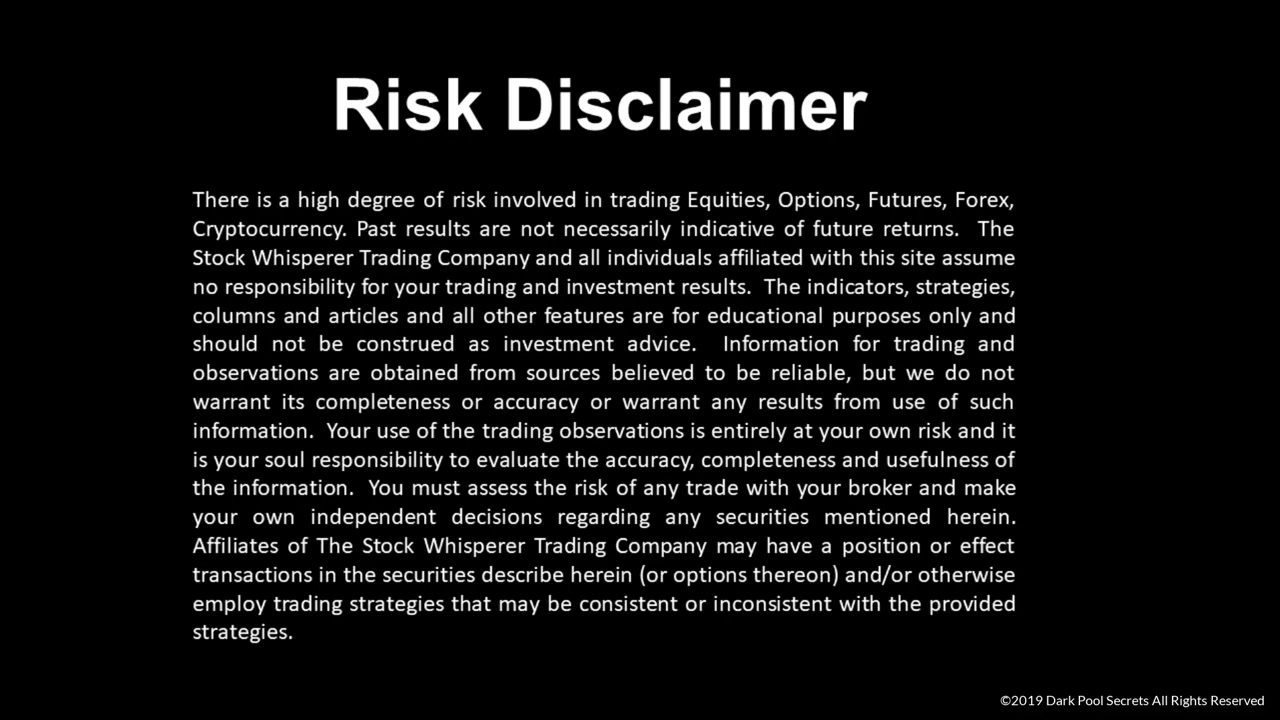 Risk Disclaimer
There is a high degree of risk involved in trading Equities, Options, Futures, Forex,
Cryptocurrency. Past results are not necessarily indicative of future returns. The
Stock Whisperer Trading Company and all individuals affiliated with this site assume
no responsibility for your trading and investment results. The indicators, strategies,
columns and articles and all other features are for educational purposes only and
should not be construed as investment advice. Information for trading and
observations are obtained from sources believed to be reliable, but we do not
warrant its completeness or accuracy or warrant any results from use of such
information. Your use of the trading observations is entirely at your own risk and it
is your soul responsibility to evaluate the accuracy, completeness and usefulness of
the information. You must assess the risk of any trade with your broker and make
your own independent decisions regarding any securities mentioned herein.
Affiliates of The Stock Whisperer Trading Company may have a position or effect
transactions in the securities describe herein (or options thereon) and/or otherwise
employ trading strategies that may be consistent or inconsistent with the provided
strategies.
©2019 Dark Pool Secrets All Rights Reserved